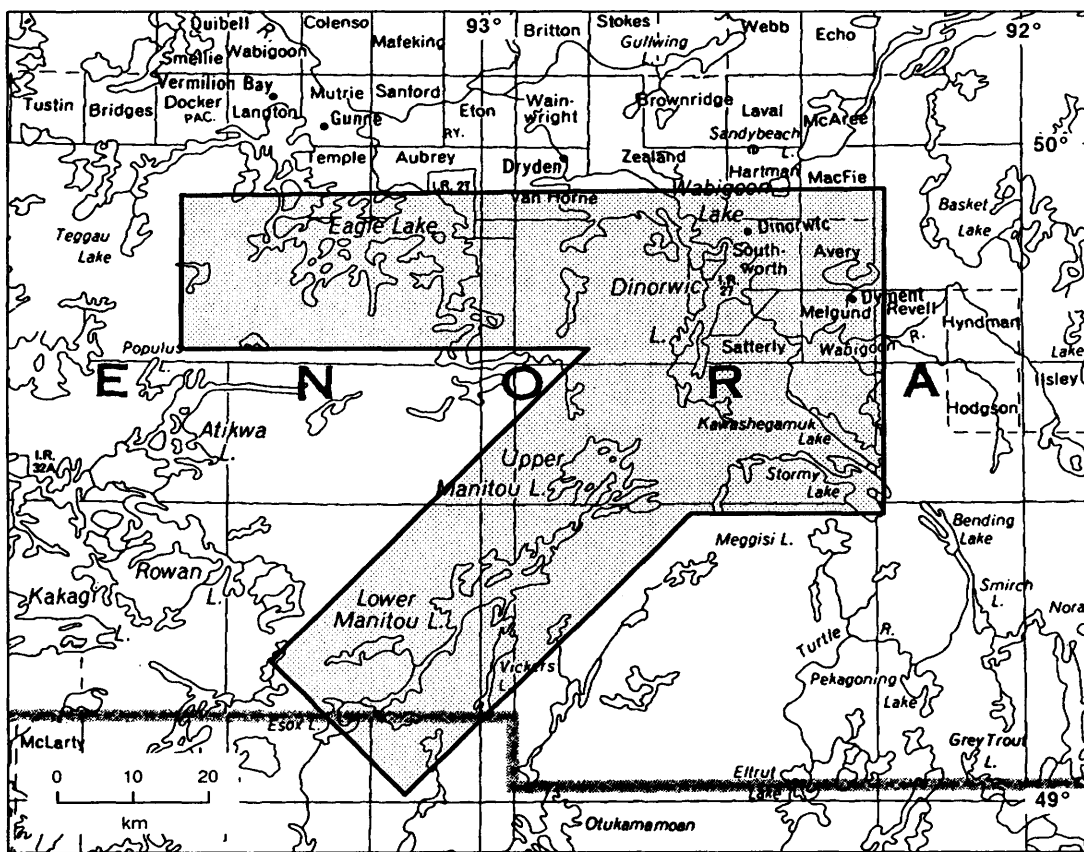 Quibell
R.
Colenso
93°
Britton
Stokes
Webb
92°
Smellie
Wabigoon
Mafeking
Gullwing
Echo
Vermilion Bay
Tustin
Bridges
Docker
PAC.
Langton
Mutrie
Gunne
Sanford
Eton
RY.
Wain-
wright
Brownridge
Laval
McAree
Sandybeach
L.
50°
Temple
Aubrey
Dryden
Zealand
Hartman
MacFie
I.R. 27
Van Horne
Wabigoon
Lake
Basket
Lake
Teggau
Lake
Eagle Lake
Dinorwic
South-
worth
Avery
Dinorwic
L.
I.R.
27
Dyment
Melgund
Revell
Hyndman
Populus
L.
Satterly
Wabigoon
R.
Lake
E N O R A
Ilsley
Hodgson
Atikwa
L.
Kawashegamuk
Lake
I.R.
32A
Upper
Manitou L.
Stormy
Lake
Meggisi L.
Bending
Lake
Rowan
L.
Kakagi
L.
Smirch
L.
Nora
Lower
Manitou L.
Turtle
R.
Vickers
L.
Pekagoning
Lake
Esox L.
McLarty
Grey Trout
L.
0 10 20
km
Eltrut
Lake
49°
Otukamamoan